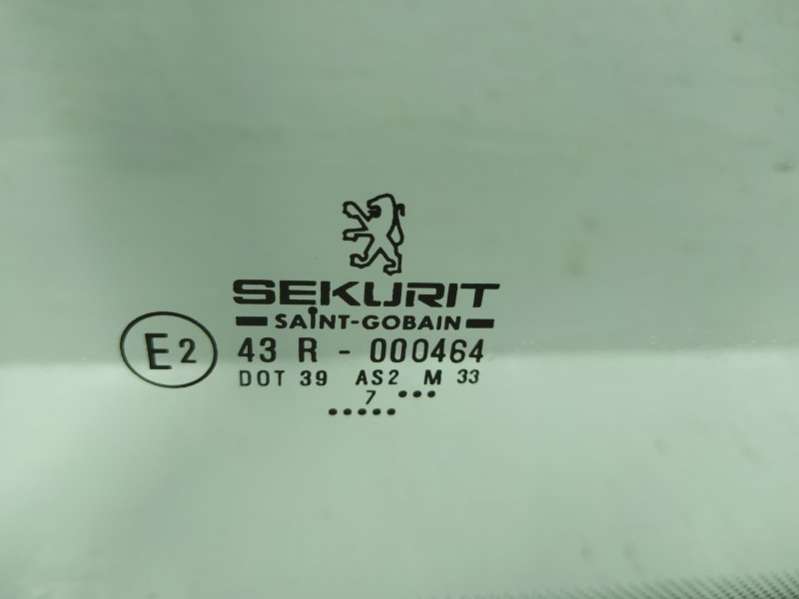 SEKURIT
SAINT-GOBAIN
E2 43 R - 000464
DOT 39 AS2 M 33
7 •••
•••••